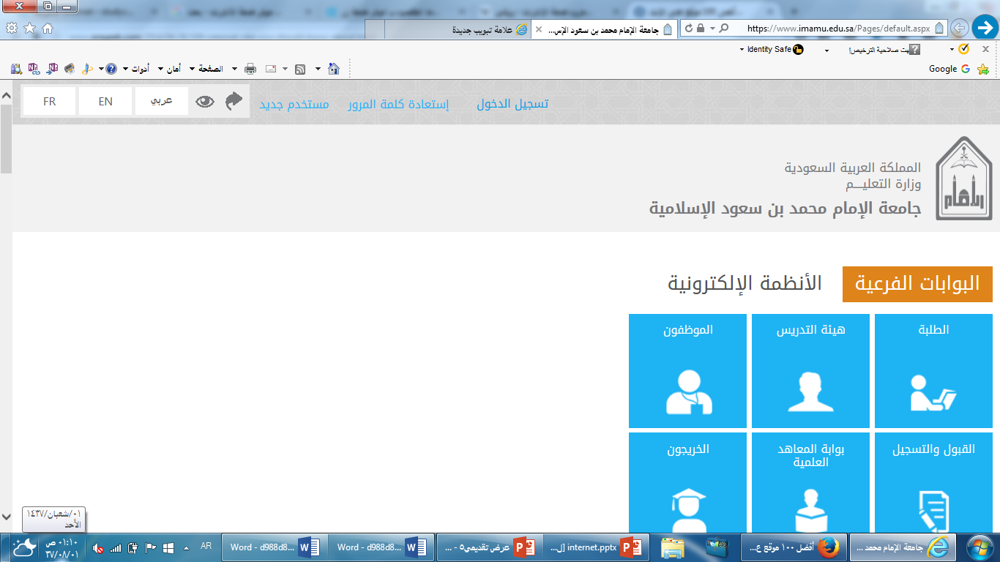 https://www.imamu.edu.sa/Pages/default.aspx
جامعة الإمام محمد بن سعود الإس...
علامة تبويب جديدة
Identity Safe
هت صلاحية الترخيص!
Google
الصفحة
أمان
أدوات
تسجيل الدخول
إستعادة كلمة المرور
مستخدم جديد
عربي
EN
FR
المملكة العربية السعودية
وزارة التعليـــم
جامعة الإمام محمد بن سعود الإسلامية
البوابات الفرعية
الأنظمة الإلكترونية
الطلبة
هيئة التدريس
الموظفون
القبول والتسجيل
بوابة المعاهد
العلمية
الخريجون
٠١/شعبان/١٤٣٧
الأحد
جامعة الإمام محمد ...
أفضل ١٠٠ موقع ع...
internet.pptx [ل...
عرض تقديمي٥ - ...
Word - d988d8...
Word - d988d8...
AR
٠١:١٠ ص
٣٧/٠٨/٠١